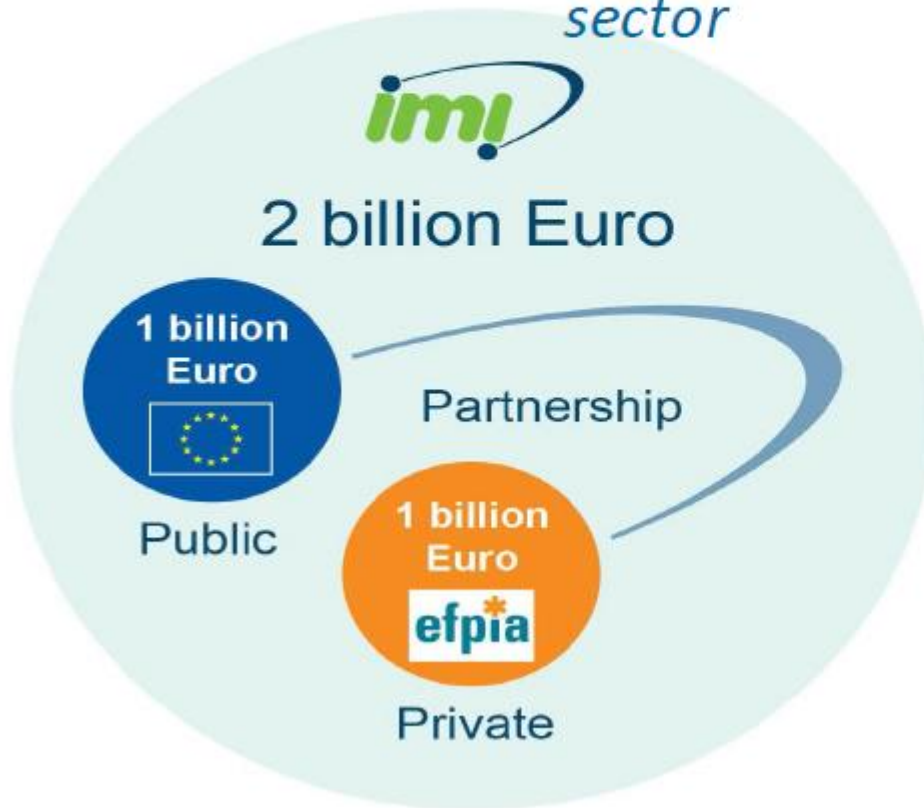 sector
imi
2 billion Euro
1 billion
Euro
Public
Partnership
1 billion
Euro
efpia
Private